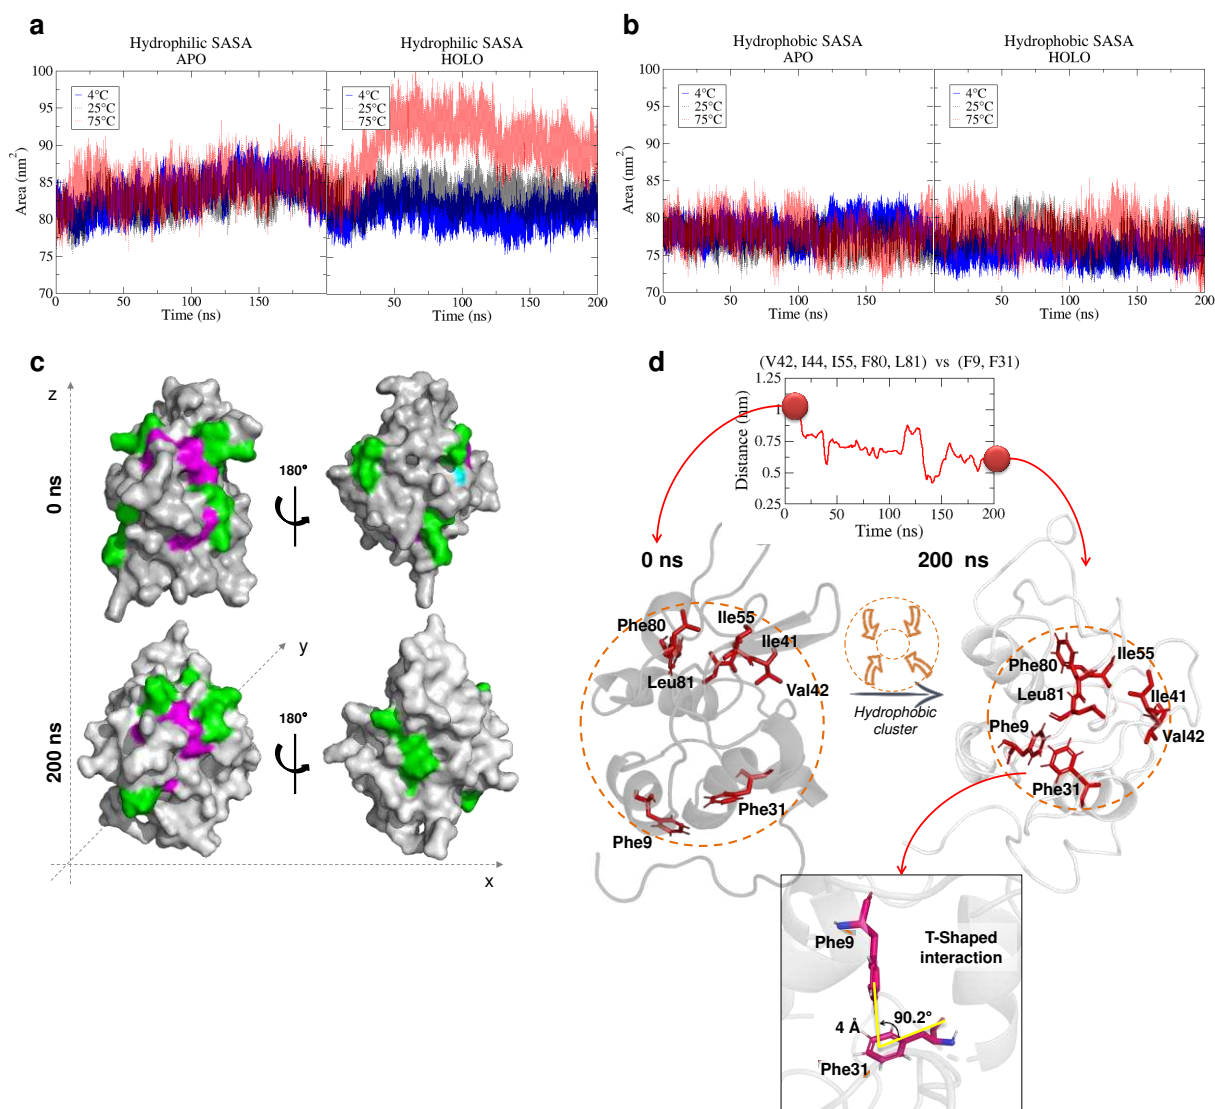 a
Hydrophilic SASA
APO
Hydrophilic SASA
HOLO
4°C
25°C
75°C
4°C
25°C
75°C
Area (nm²)
100
95
90
85
80
75
70
0
50
100
150
50
100
150
200
Time (ns)
Time (ns)
b
Hydrophobic SASA
APO
Hydrophobic SASA
HOLO
4°C
25°C
75°C
4°C
25°C
75°C
Area (nm²)
100
95
90
85
80
75
70
0
50
100
150
50
100
150
200
Time (ns)
Time (ns)
c
z
0 ns
180°
y
200 ns
180°
x
d
(V42, I44, I55, F80, L81) vs (F9, F31)
Distance (nm)
1.25
1
0.75
0.5
0.25
0
50
100
150
200
Time (ns)
0 ns
200 ns
Phe80
Ile55
Ile41
Leu81
Val42
Phe31
Phe9
Hydrophobic
cluster
Phe80
Ile55
Leu81
Ile41
Phe9
Val42
Phe31
Phe9
T-Shaped
interaction
4 Å
90.2°
Phe31